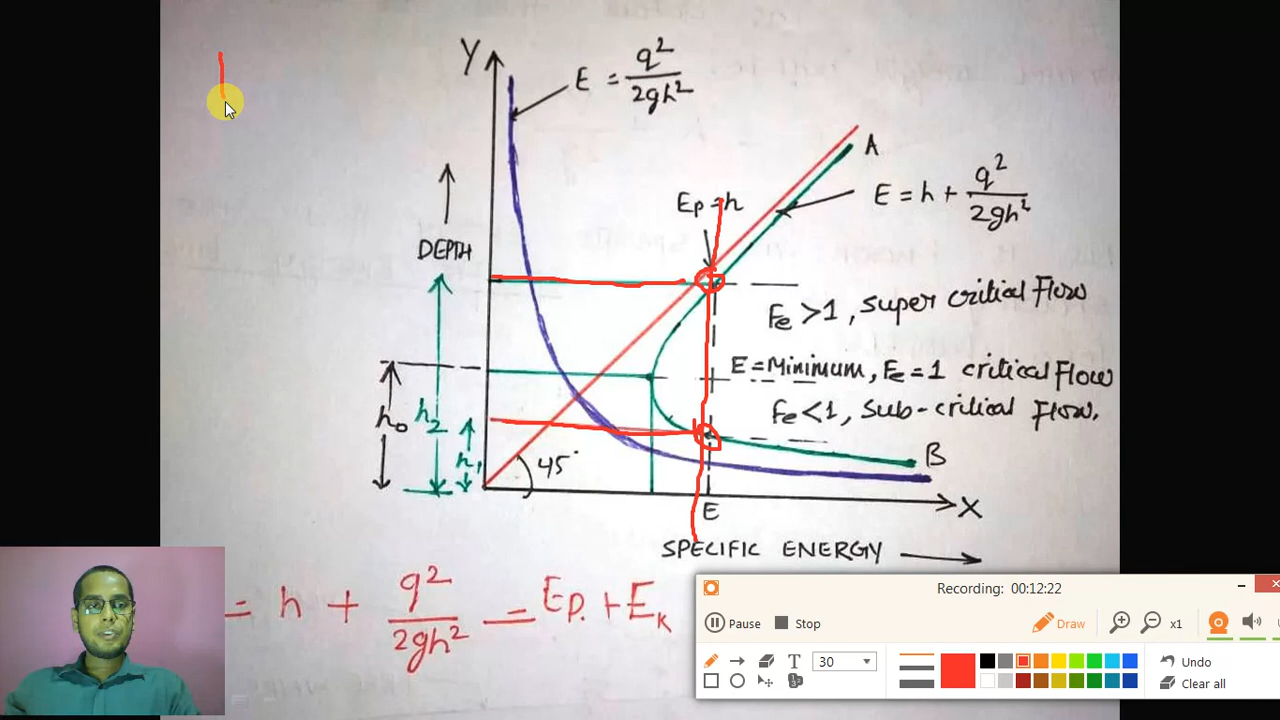 Y
E = q²/2gh²
A
Ep = h
E = h + q²/2gh²
DEPTH
Fe >1, super critical Flow
E = Minimum, Fe = 1 critical Flow
h₀
h₂
Fe <1, Sub-critical Flow.
h₁
45°
B
E
X
SPECIFIC ENERGY
= h + q²/2gh² = Ep. + Ek
Recording: 00:12:22
Pause
Stop
Draw
x1
T
30
Undo
Clear all